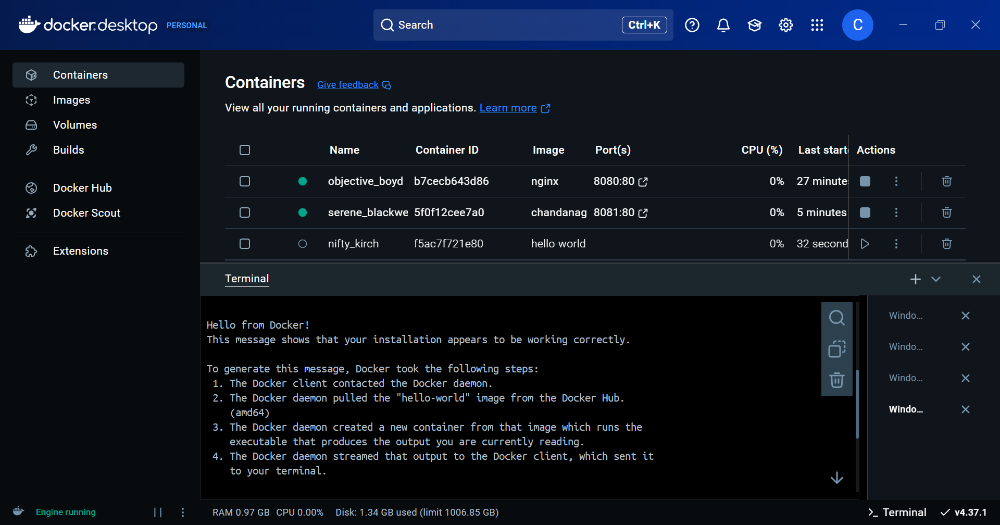 docker desktop PERSONAL
Search Ctrl+K
C
Containers
Images
Volumes
Builds
Docker Hub
Docker Scout
Extensions
Containers Give feedback
View all your running containers and applications. Learn more
Name Container ID Image Port(s) CPU (%) Last starte Actions
objective_boyd b7cecb643d86 nginx 8080:80 0% 27 minutes
serene_blackwe 5f0f12cee7a0 chandanag 8081:80 0% 5 minutes
nifty_kirch f5ac7f721e80 hello-world 0% 32 second
Terminal
Hello from Docker!
This message shows that your installation appears to be working correctly.
To generate this message, Docker took the following steps:
1. The Docker client contacted the Docker daemon.
2. The Docker daemon pulled the "hello-world" image from the Docker Hub.
(amd64)
3. The Docker daemon created a new container from that image which runs the
executable that produces the output you are currently reading.
4. The Docker daemon streamed that output to the Docker client, which sent it
to your terminal.
Windo...
Windo...
Windo...
Windo...
Engine running
RAM 0.97 GB CPU 0.00% Disk: 1.34 GB used (limit 1006.85 GB)
>_ Terminal v4.37.1